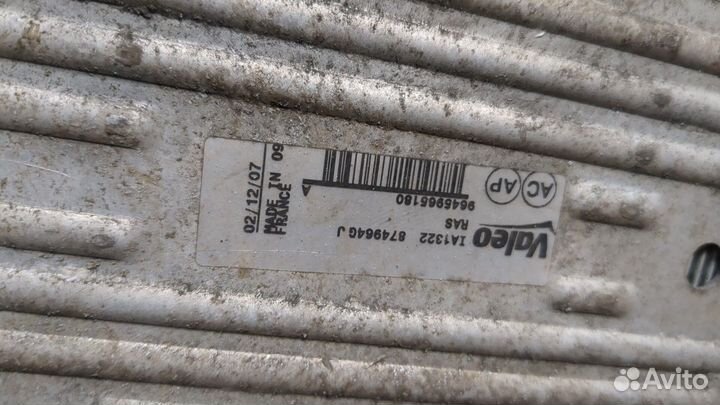 Valeo
RAS
IA1322 874964G J
9645965180
AC AP
02/12/07
MADE IN 09
FRANCE
Avito